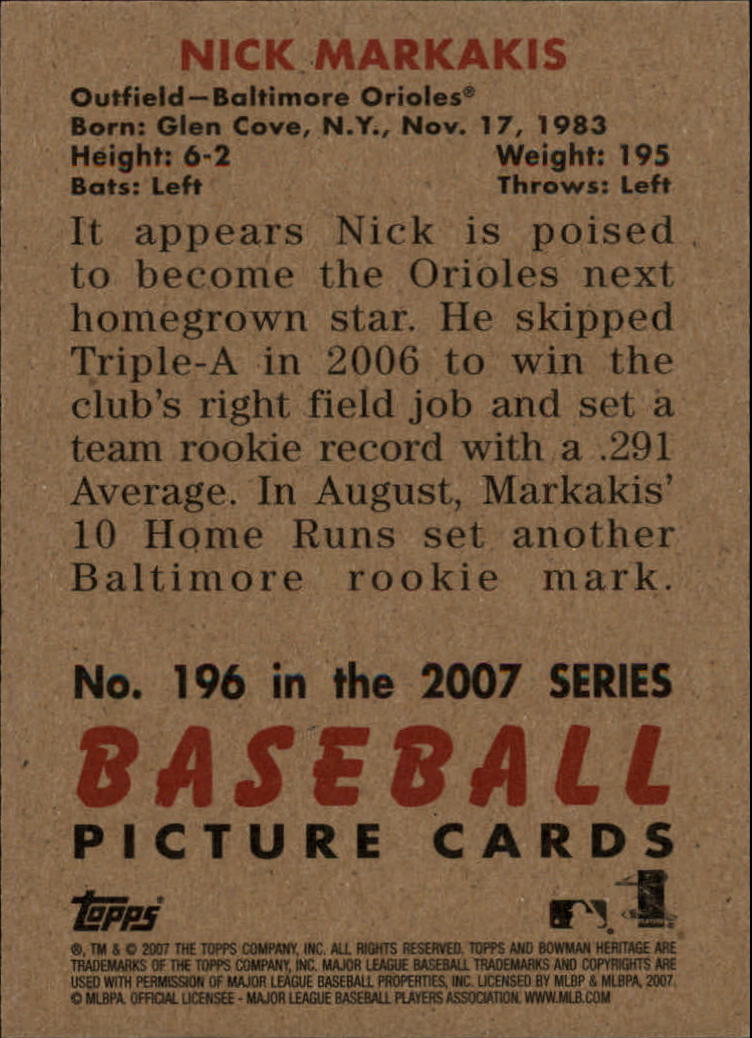 NICK MARKAKIS
Outfield—Baltimore Orioles®
Born: Glen Cove, N.Y., Nov. 17, 1983
Height: 6-2 Weight: 195
Bats: Left Throws: Left
It appears Nick is poised
to become the Orioles next
homegrown star. He skipped
Triple-A in 2006 to win the
club's right field job and set a
team rookie record with a .291
Average. In August, Markakis'
10 Home Runs set another
Baltimore rookie mark.
No. 196 in the 2007 SERIES
BASEBALL
PICTURE CARDS
topps
®, TM & © 2007 THE TOPPS COMPANY, INC. ALL RIGHTS RESERVED. TOPPS AND BOWMAN HERITAGE ARE
TRADEMARKS OF THE TOPPS COMPANY, INC. MAJOR LEAGUE BASEBALL TRADEMARKS AND COPYRIGHTS ARE
USED WITH PERMISSION OF MAJOR LEAGUE BASEBALL PROPERTIES, INC. LICENSED BY MLBP & MLBPA, 2007.
© MLBPA. OFFICIAL LICENSEE - MAJOR LEAGUE BASEBALL PLAYERS ASSOCIATION. WWW.MLB.COM